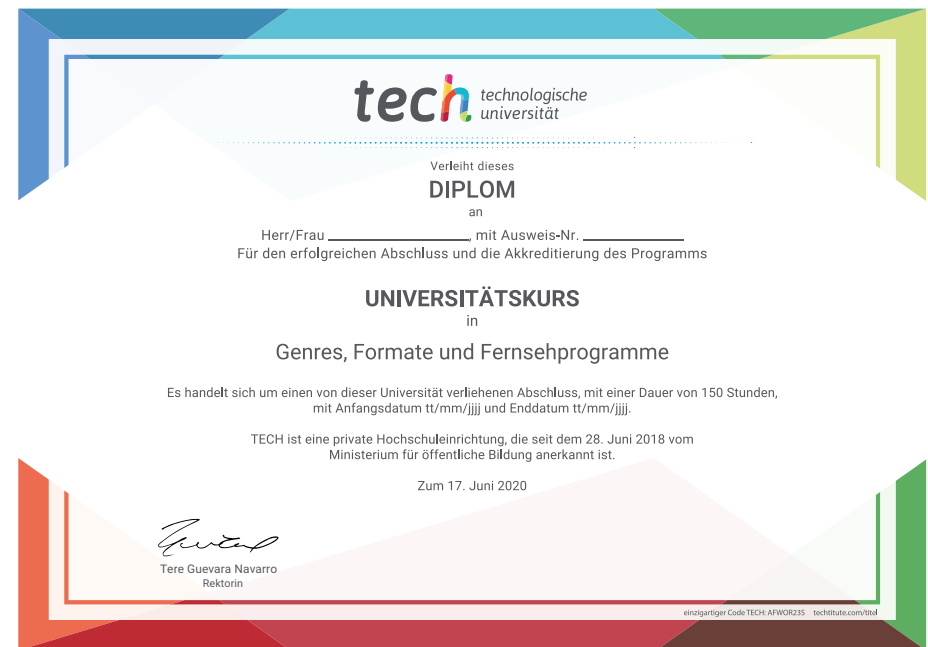 tech technologische
universität
Verleiht dieses
DIPLOM
an
Herr/Frau ____________, mit Ausweis-Nr. ____________
Für den erfolgreichen Abschluss und die Akkreditierung des Programms
UNIVERSITÄTSKURS
in
Genres, Formate und Fernsehprogramme
Es handelt sich um einen von dieser Universität verliehenen Abschluss, mit einer Dauer von 150 Stunden,
mit Anfangsdatum tt/mm/jjjj und Enddatum tt/mm/jjjj.
TECH ist eine private Hochschuleinrichtung, die seit dem 28. Juni 2018 vom
Ministerium für öffentliche Bildung anerkannt ist.
Zum 17. Juni 2020
Tere Guevara Navarro
Rektorin
einzigartiger Code TECH: AFWOR23S techtitute.com/titel